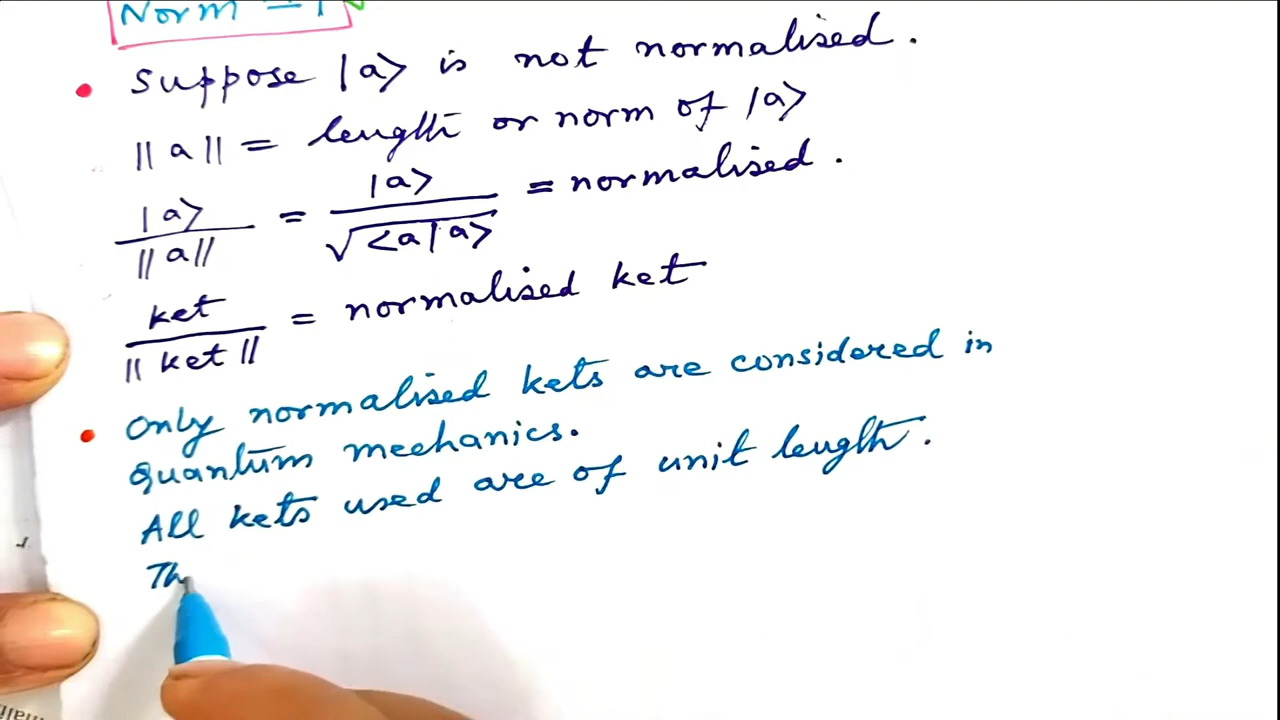 Norm = 1
• Suppose |a> is not normalised.
|| a || = length or norm of |a>
|a> / || a || = |a> / √<a|a> = normalised.
ket / || ket || = normalised ket
• Only normalised kets are considered in
quantum mechanics.
All kets used are of unit length.
Th